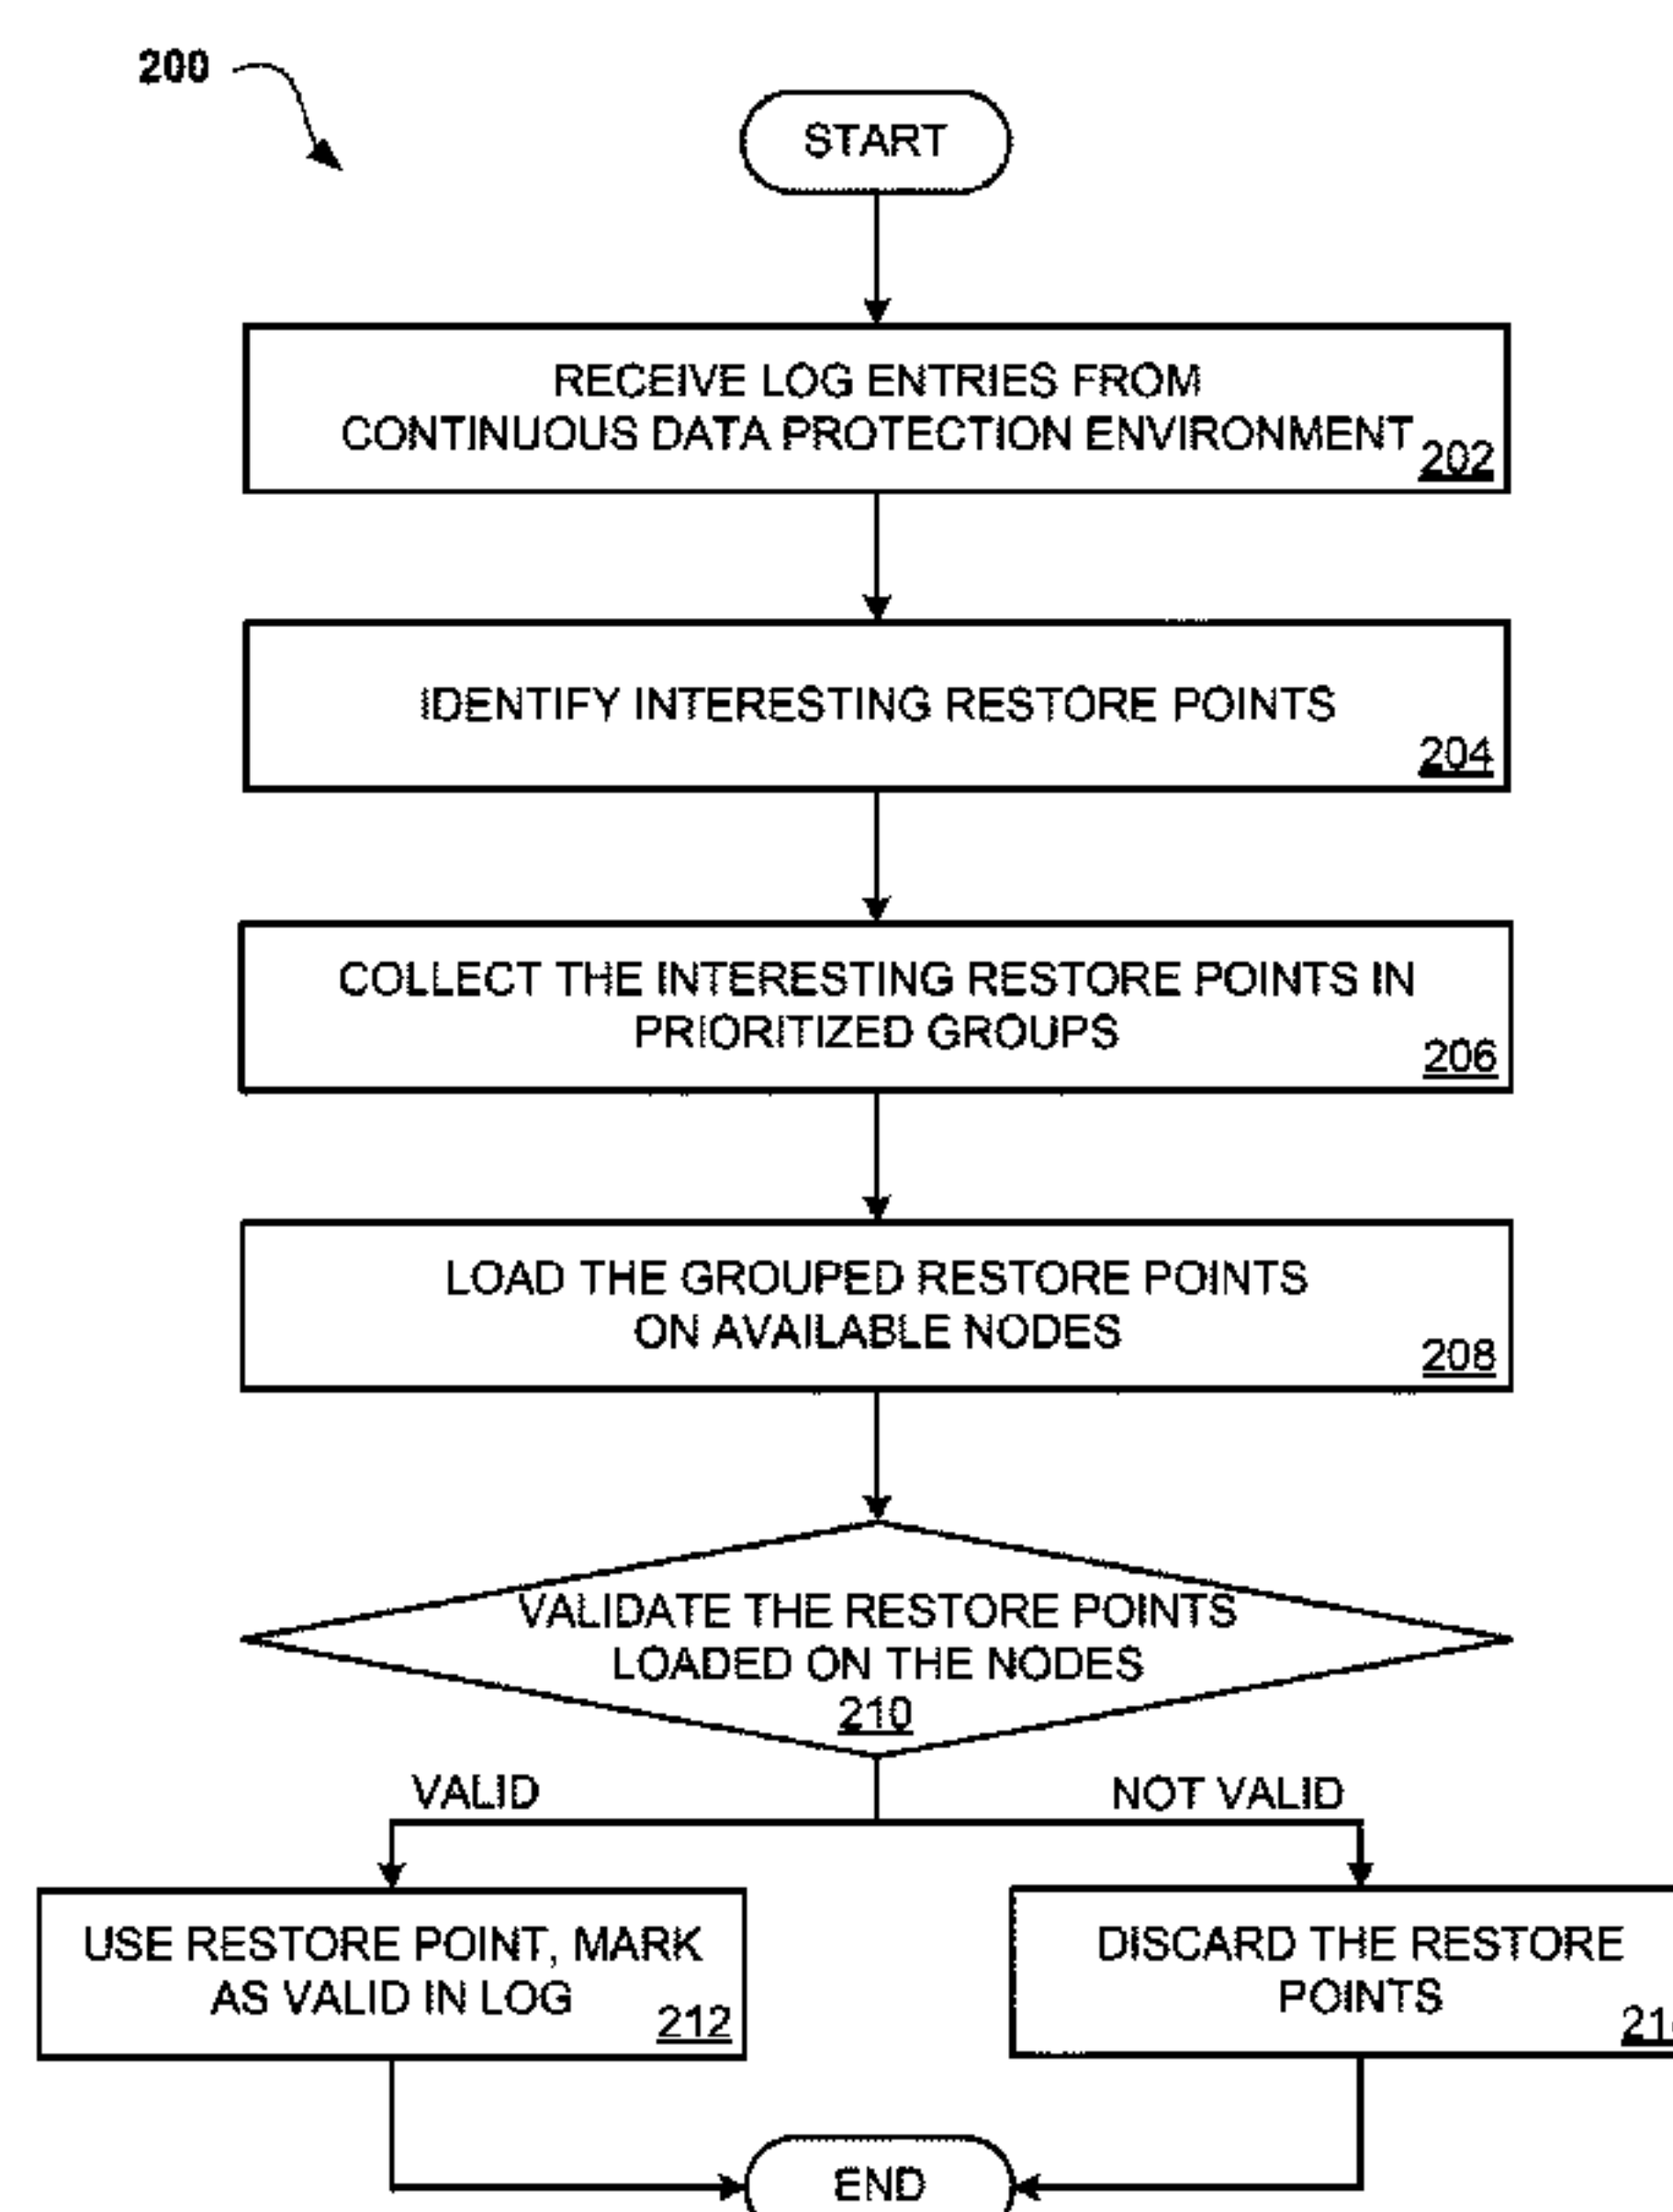 200
START
RECEIVE LOG ENTRIES FROM
CONTINUOUS DATA PROTECTION ENVIRONMENT
202
IDENTIFY INTERESTING RESTORE POINTS
204
COLLECT THE INTERESTING RESTORE POINTS IN
PRIORITIZED GROUPS
206
LOAD THE GROUPED RESTORE POINTS
ON AVAILABLE NODES
208
VALIDATE THE RESTORE POINTS
LOADED ON THE NODES
210
VALID
NOT VALID
USE RESTORE POINT, MARK
AS VALID IN LOG
212
DISCARD THE RESTORE
POINTS
END